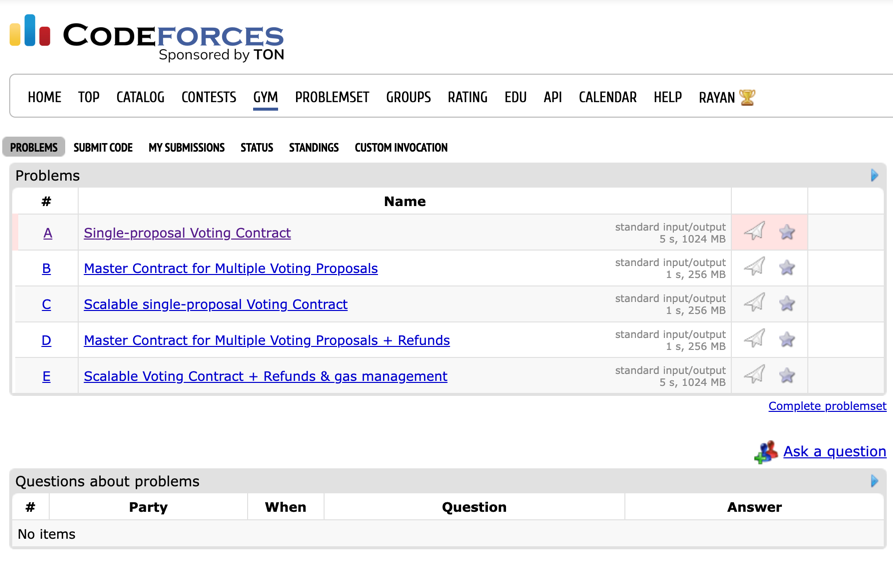 CODEFORCES
Sponsored by TON
HOME TOP CATALOG CONTESTS GYM PROBLEMSET GROUPS RATING EDU API CALENDAR HELP RAYAN
PROBLEMS SUBMIT CODE MY SUBMISSIONS STATUS STANDINGS CUSTOM INVOCATION
Problems
# Name
A Single-proposal Voting Contract standard input/output
5 s, 1024 MB
B Master Contract for Multiple Voting Proposals standard input/output
1 s, 256 MB
C Scalable single-proposal Voting Contract standard input/output
1 s, 256 MB
D Master Contract for Multiple Voting Proposals + Refunds standard input/output
1 s, 256 MB
E Scalable Voting Contract + Refunds & gas management standard input/output
5 s, 1024 MB
Complete problemset
Ask a question
Questions about problems
# Party When Question Answer
No items